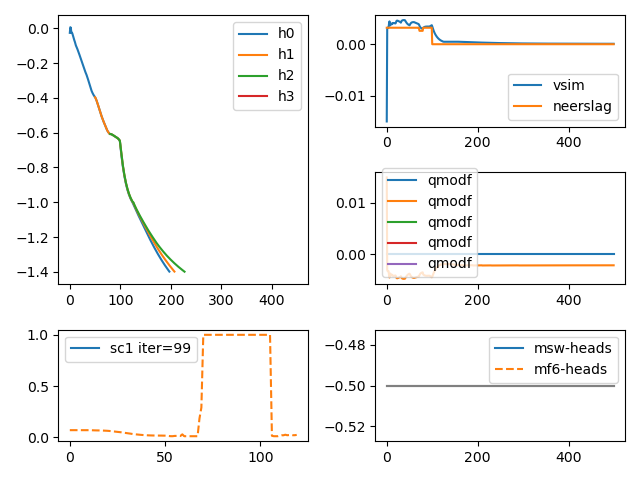 0.0
−0.2
−0.4
−0.6
−0.8
−1.0
−1.2
−1.4
0
100
200
300
400
h0
h1
h2
h3
0.00
−0.01
0
200
400
vsim
neerslag
0.01
0.00
0
200
400
qmodf
qmodf
qmodf
qmodf
qmodf
1.0
0.5
0.0
0
50
100
sc1 iter=99
−0.48
−0.50
−0.52
0
200
400
msw-heads
mf6-heads